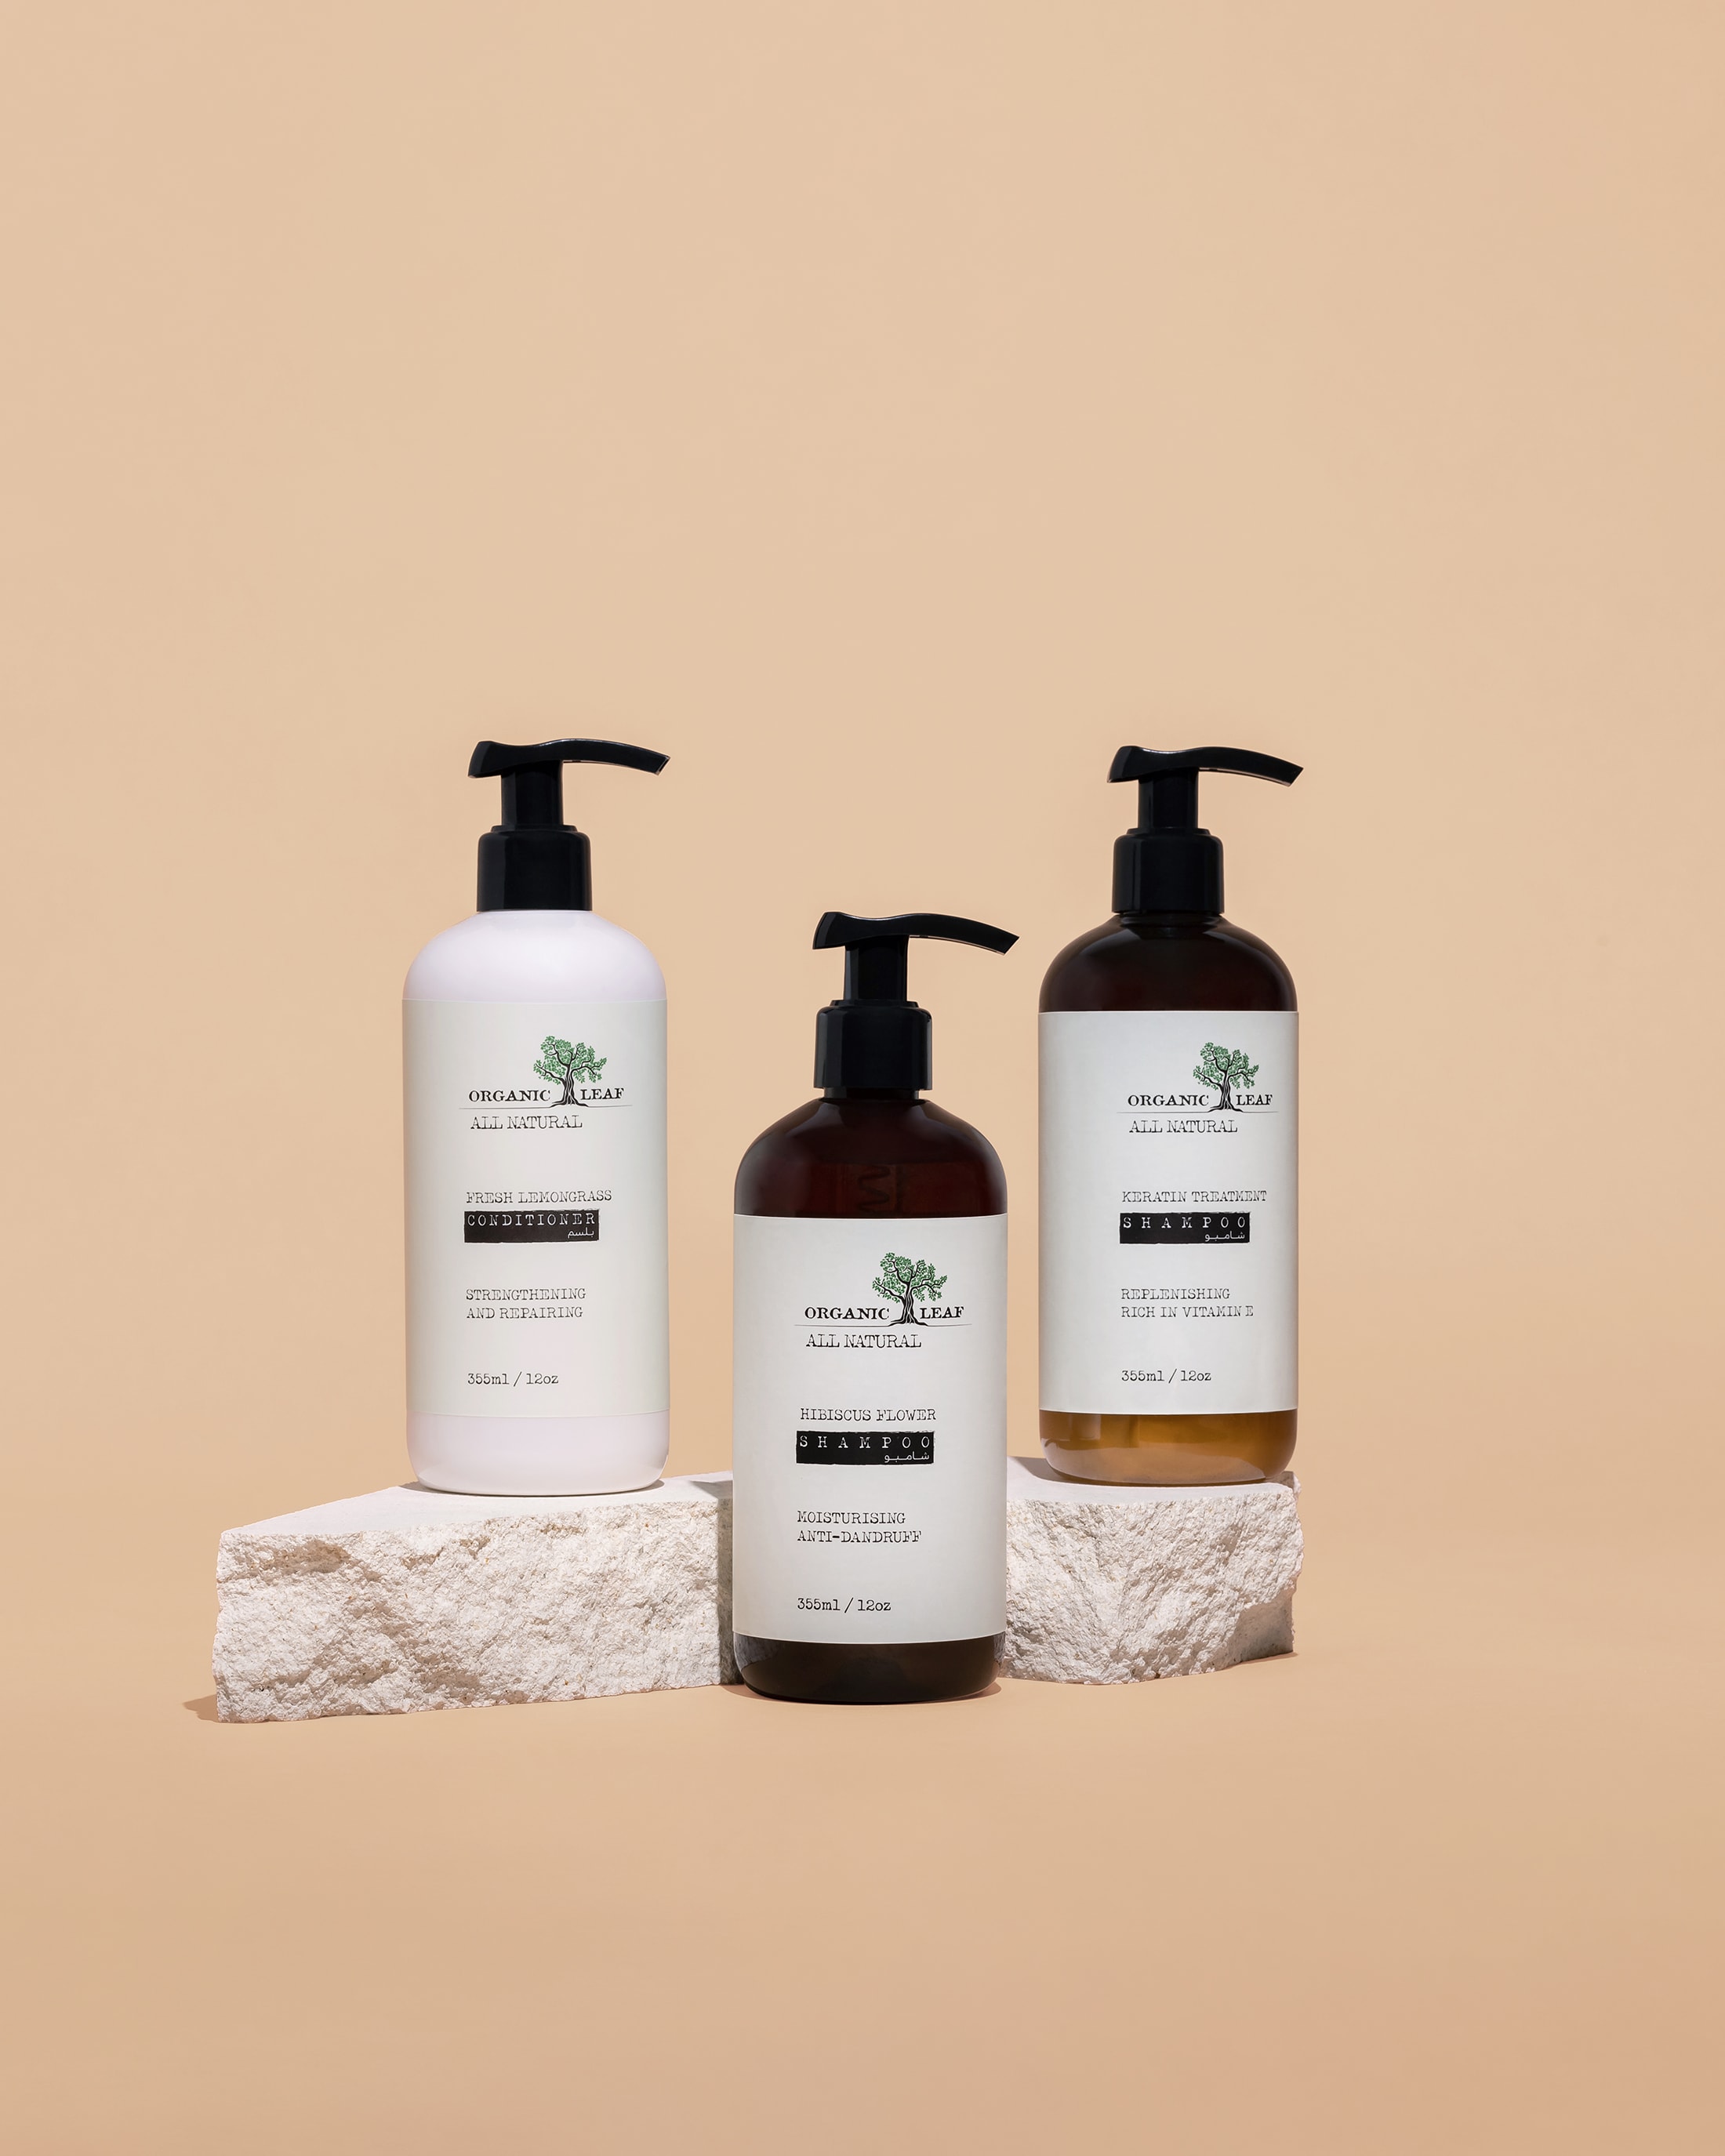 ORGANIC LEAF
ALL NATURAL
FRESH LEMONGRASS
CONDITIONER
بلسم
STRENGTHENING
AND REPAIRING
355ml / 12oz
ORGANIC LEAF
ALL NATURAL
HIBISCUS FLOWER
SHAMPOO
شامبو
MOISTURISING
ANTI-DANDRUFF
355ml / 12oz
ORGANIC LEAF
ALL NATURAL
KERATIN TREATMENT
SHAMPOO
شامبو
REPLENISHING
RICH IN VITAMIN E
355ml / 12oz